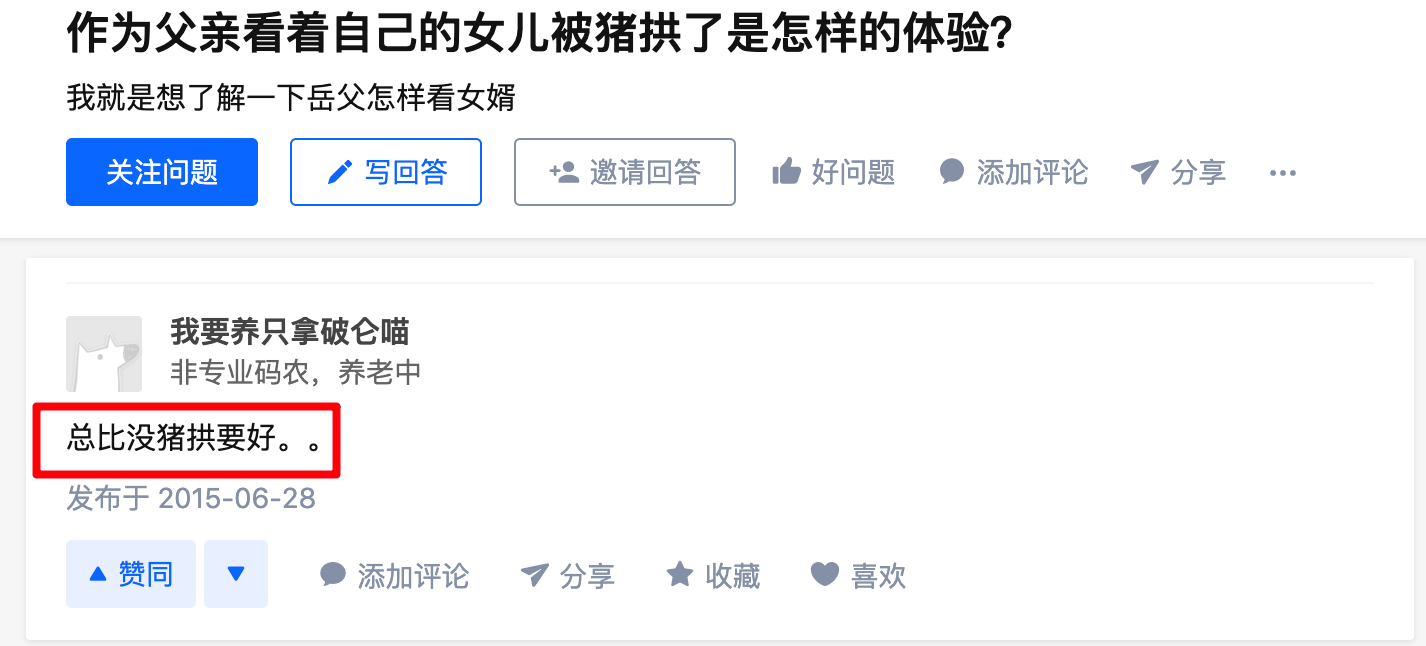 作为父亲看着自己的女儿被猪拱了是怎样的体验?
我就是想了解一下岳父怎样看女婿
关注问题 写回答 邀请回答 好问题 添加评论 分享 ...
我要养只拿破仑喵
非专业码农，养老中
总比没猪拱要好。。
发布于 2015-06-28
赞同 添加评论 分享 收藏 喜欢